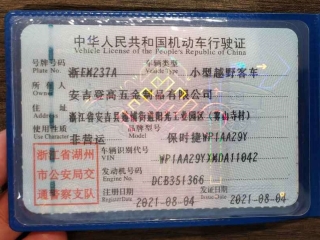 中华人民共和国机动车行驶证
Vehicle License of the People's Republic of China
号牌号码 浙EM237A 车辆类型 小型越野客车
Plate No. Vehicle Type
所有人 安吉登高五金制品有限公司
Owner
住址 浙江省安吉县
Address
使用性质 非营运 品牌型号 保时捷WP1AA29Y
Use Character Model
浙江省湖州
市公安局交
通警察支队
车辆识别代号 WP1AA29YXMDA11042
VIN
发动机号码 DCB351366
Engine No.
注册日期 2021-08-04 发证日期 2021-08-04
Register Date Issue Date